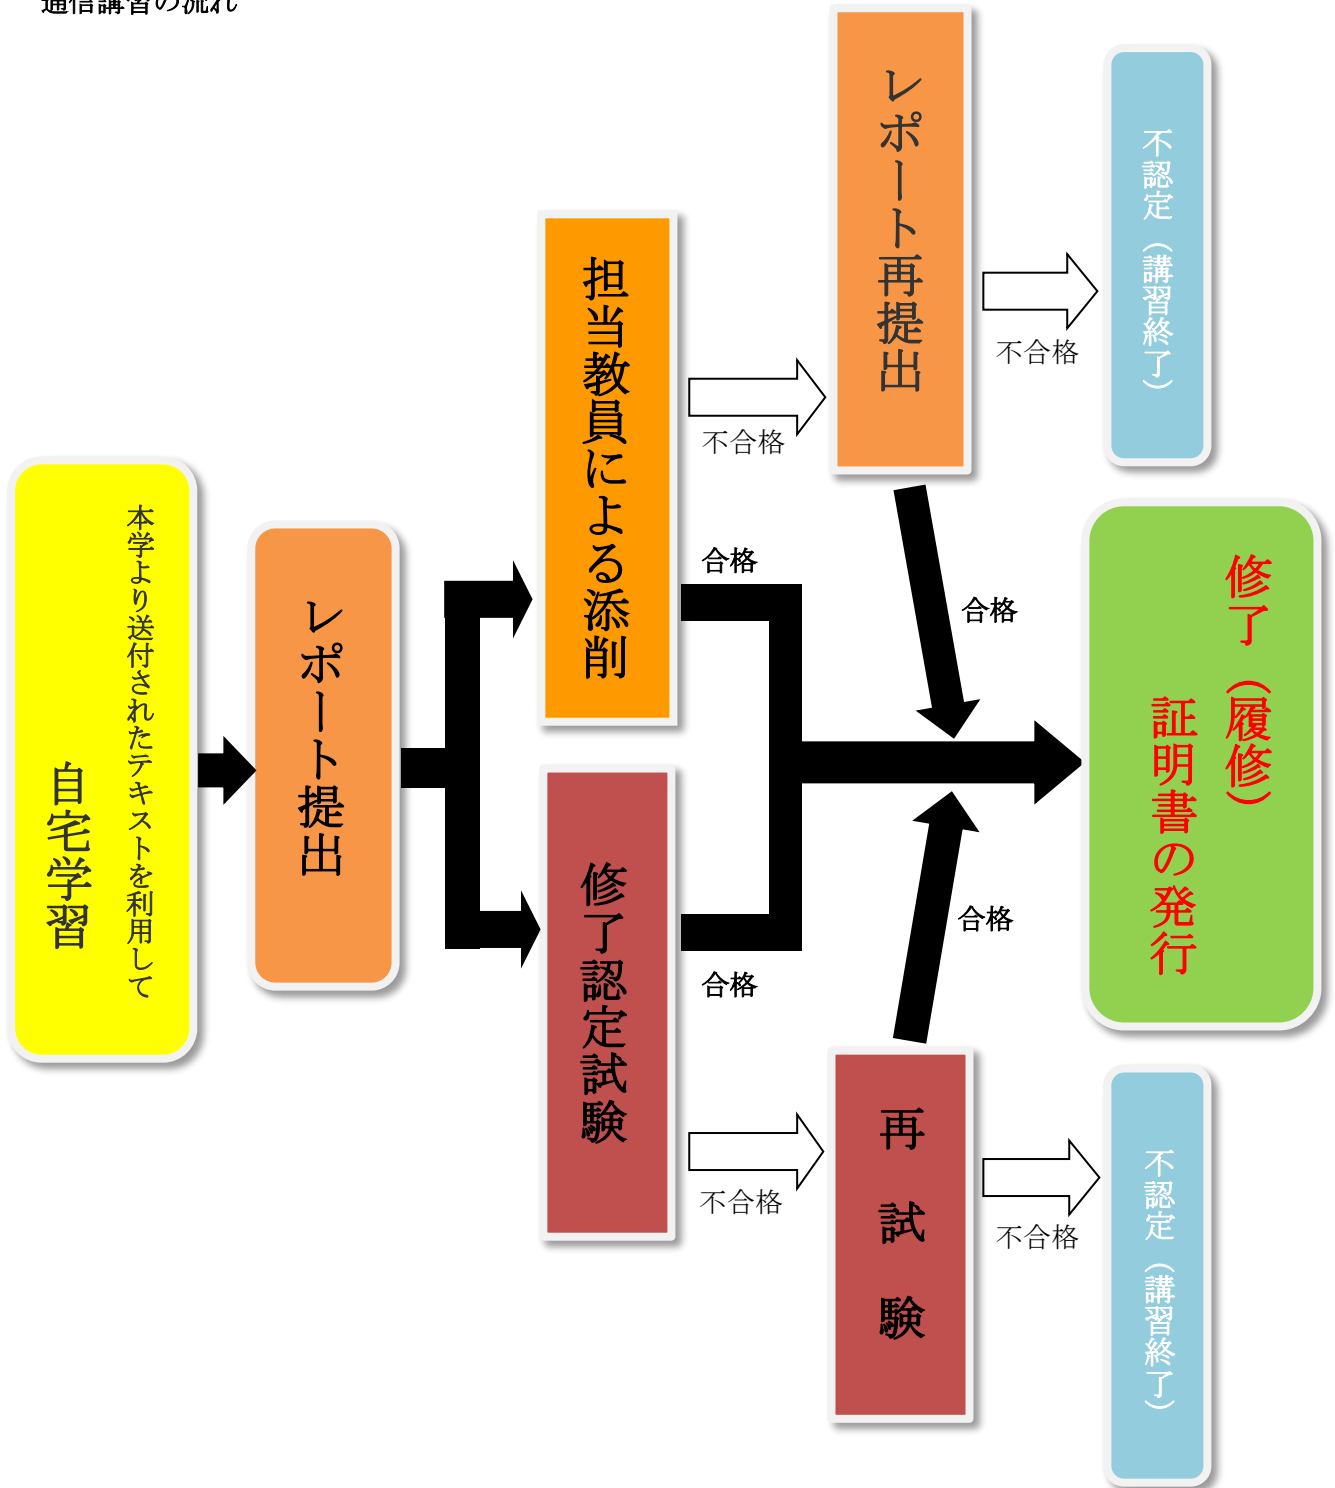 通信講習の流れ
本学より送付されたテキストを利用して
自宅学習
レポート提出
担当教員による添削
不合格
合格
修了認定試験
合格
不合格
レポート再提出
不合格
合格
再試験
合格
不合格
不認定（講習終了）
修了（履修）
証明書の発行
不認定（講習終了）